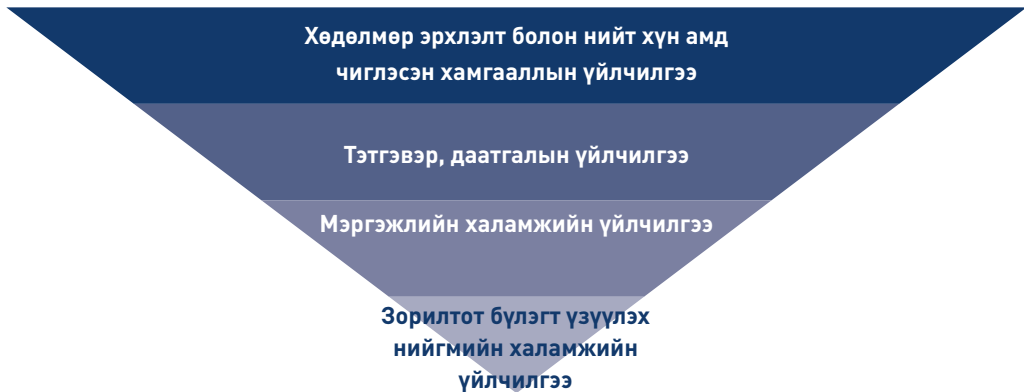 Хөдөлмөр эрхлэлт болон нийт хүн амд
чиглэсэн хамгааллын үйлчилгээ
Тэтгэвэр, даатгалын үйлчилгээ
Мэргэжлийн халамжийн үйлчилгээ
Зорилтот бүлэгт үзүүлэх
нийгмийн халамжийн
үйлчилгээ